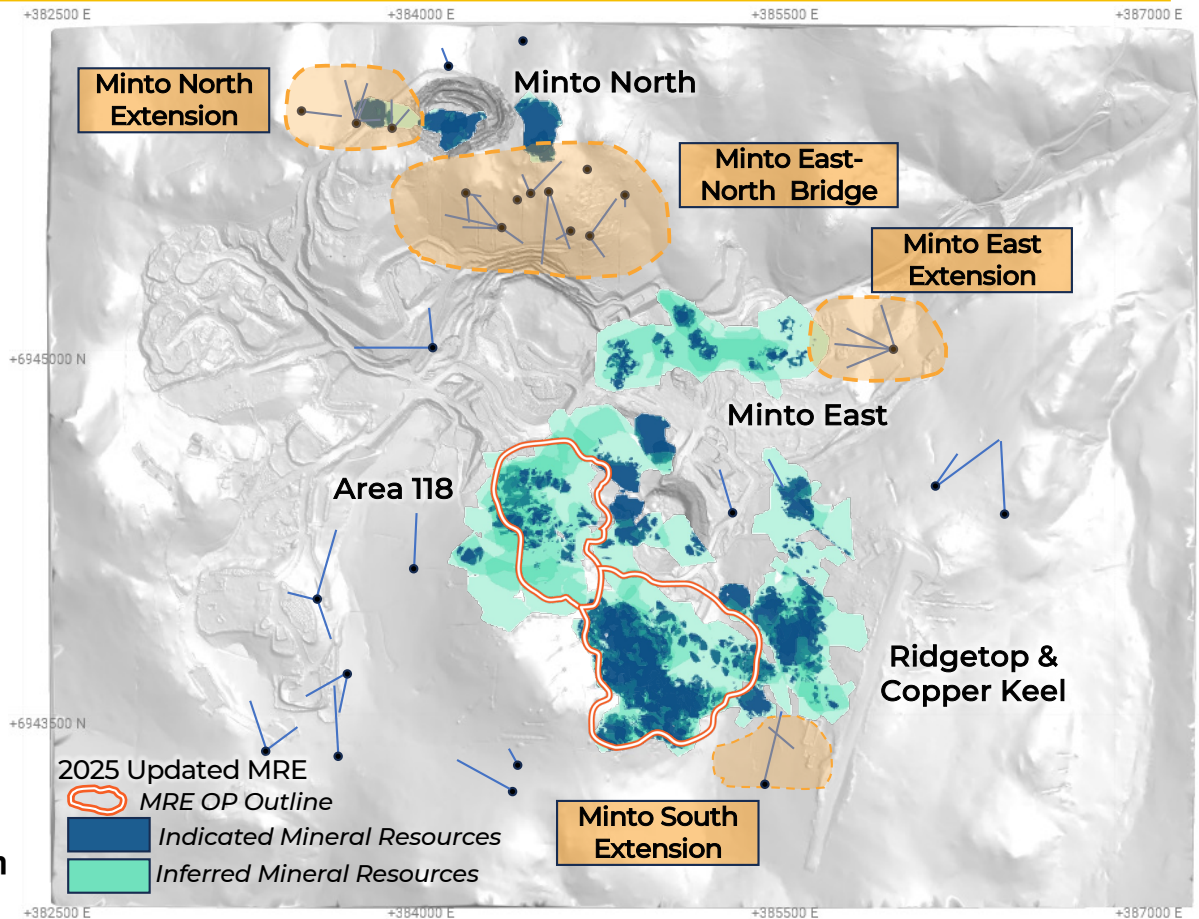 +382500 E
+384000 E
+385500 E
+387000 E
Minto North
Extension
Minto North
Minto East-
North Bridge
Minto East
Extension
+6945000 N
Minto East
Area 118
Ridgetop &
Copper Keel
+6943500 N
2025 Updated MRE
MRE OP Outline
Indicated Mineral Resources
Inferred Mineral Resources
Minto South
Extension
+382500 E
+384000 E
+385500 E
+387000 E